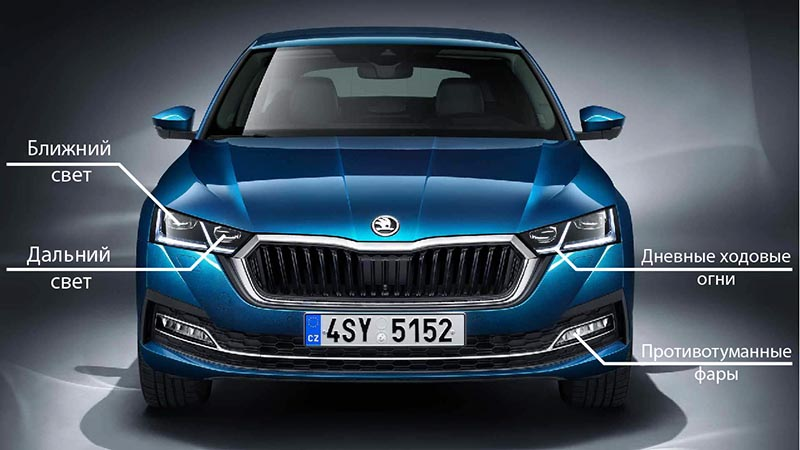 Ближний
свет
Дальний
свет
Дневные ходовые
огни
Противотуманные
фары
4SY 5152
CZ